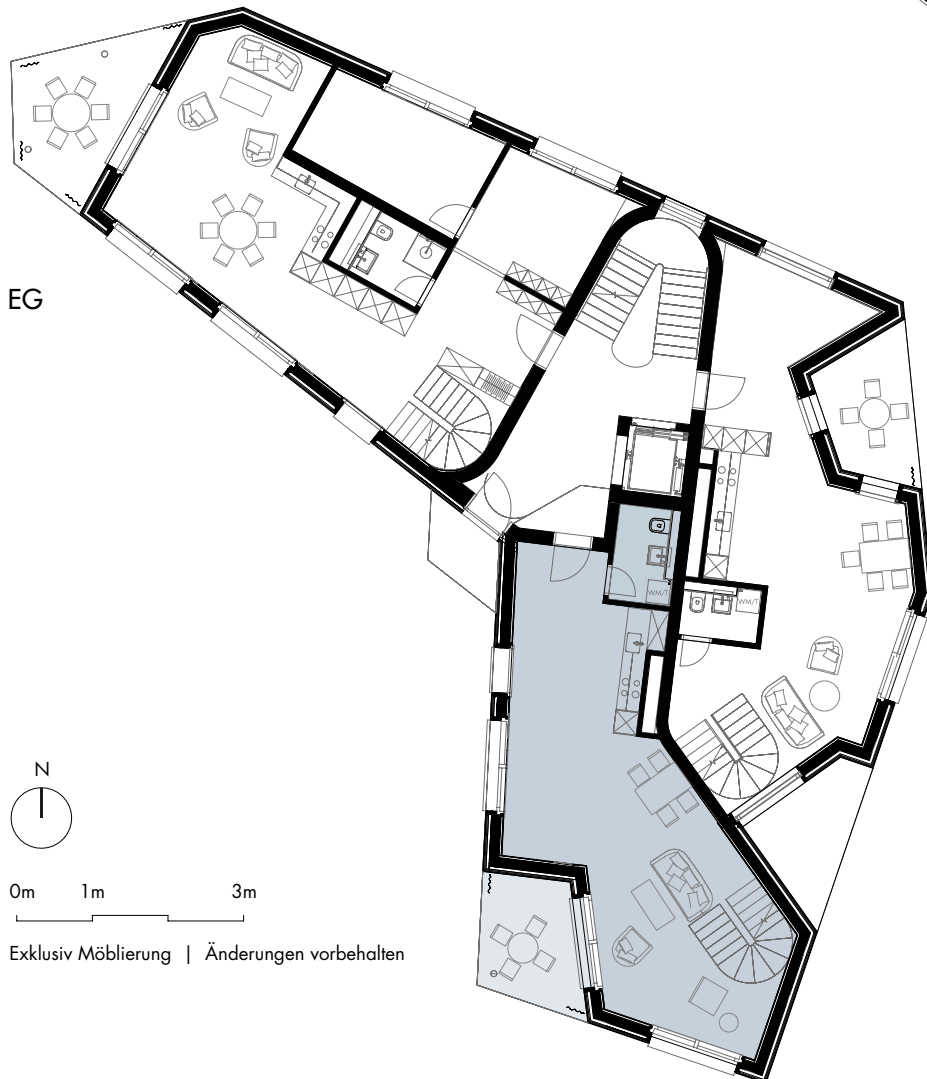 EG
WM/T
WM/T
N
0m 1m 3m
Exklusiv Möblierung | Änderungen vorbehalten